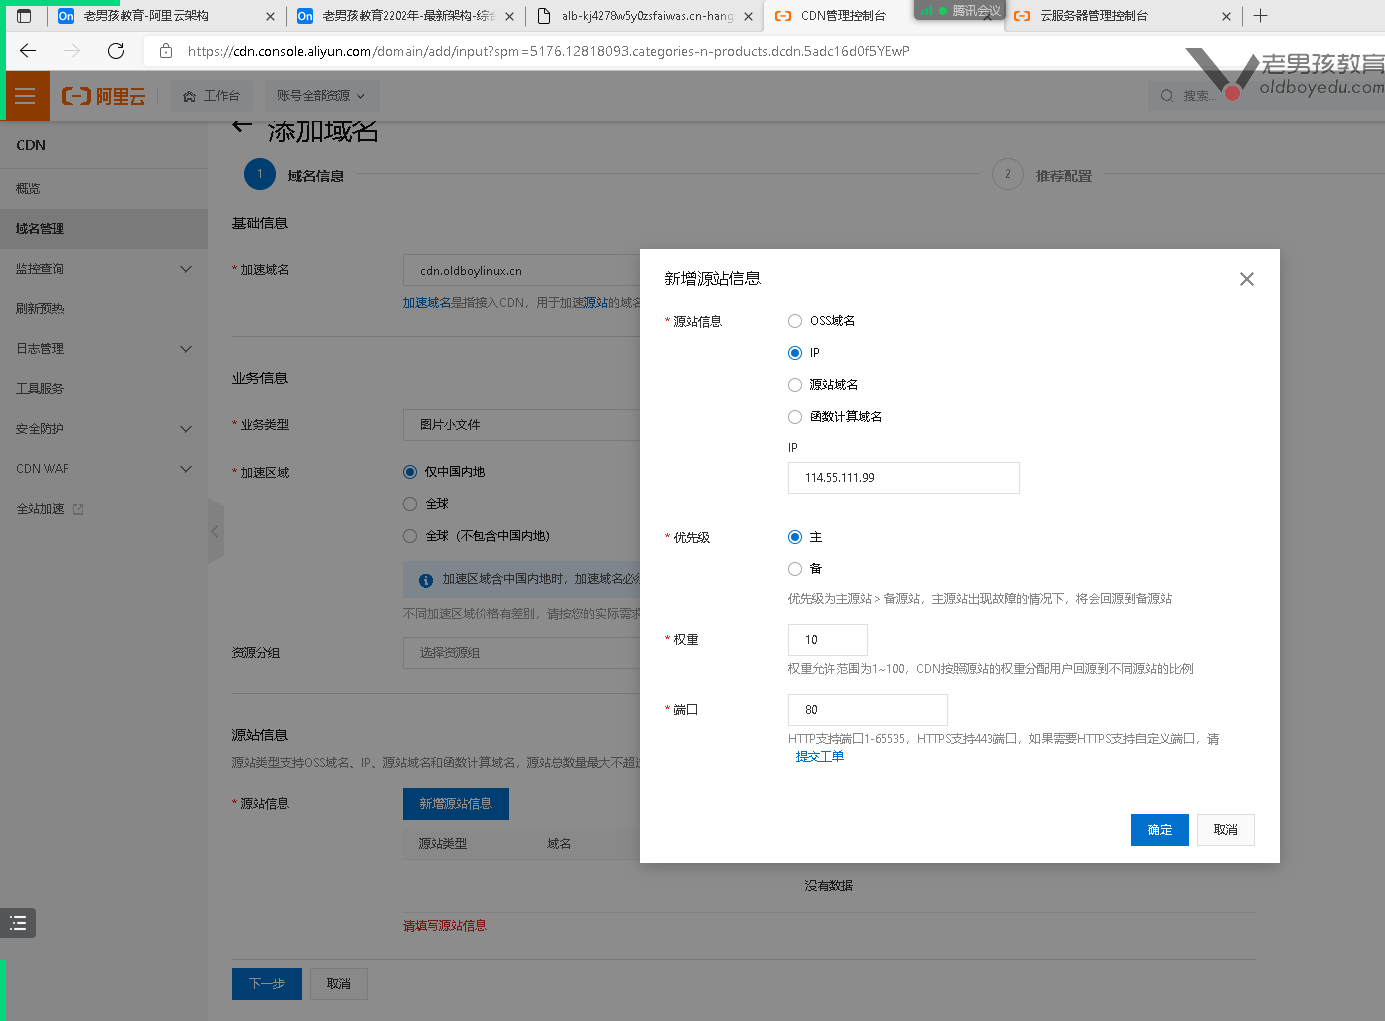 On 老男孩教育-阿里云架构
On 老男孩教育2202年-最新架构-综合
alb-kj4278w5y0zsfaiwas.cn-hang
CDN管理控制台
腾讯会议
云服务器管理控制台
https://cdn.console.aliyun.com/domain/add/input?spm=5176.12818093.categories-n-products.dcdn.5adc16d0f5YEwP
老男孩教育
oldboyedu.com
阿里云
工作台
账号全部资源
搜索...
CDN
概览
域名管理
监控查询
刷新预热
日志管理
工具服务
安全防护
CDN WAF
全站加速
添加域名
1 域名信息
2 推荐配置
基础信息
* 加速域名
cdn.oldboylinux.cn
加速域名是指接入CDN，用于加速源站的域名
业务信息
* 业务类型
图片小文件
* 加速区域
仅中国内地
全球
全球（不包含中国内地）
加速区域含中国内地时，加速域名必须
不同加速区域价格有差别，请按您的实际需求
资源分组
选择资源组
源站信息
源站类型支持OSS域名、IP、源站域名和函数计算域名，源站总数量最大不超过
* 源站信息
新增源站信息
源站类型
域名
没有数据
请填写源站信息
下一步
取消
新增源站信息
* 源站信息
OSS域名
IP
源站域名
函数计算域名
IP
114.55.111.99
* 优先级
主
备
优先级为主源站 > 备源站，主源站出现故障的情况下，将会回源到备源站
* 权重
10
权重允许范围为1~100，CDN按照源站的权重分配用户回源到不同源站的比例
* 端口
80
HTTP支持端口1-65535，HTTPS支持443端口，如果需要HTTPS支持自定义端口，请
提交工单
确定
取消